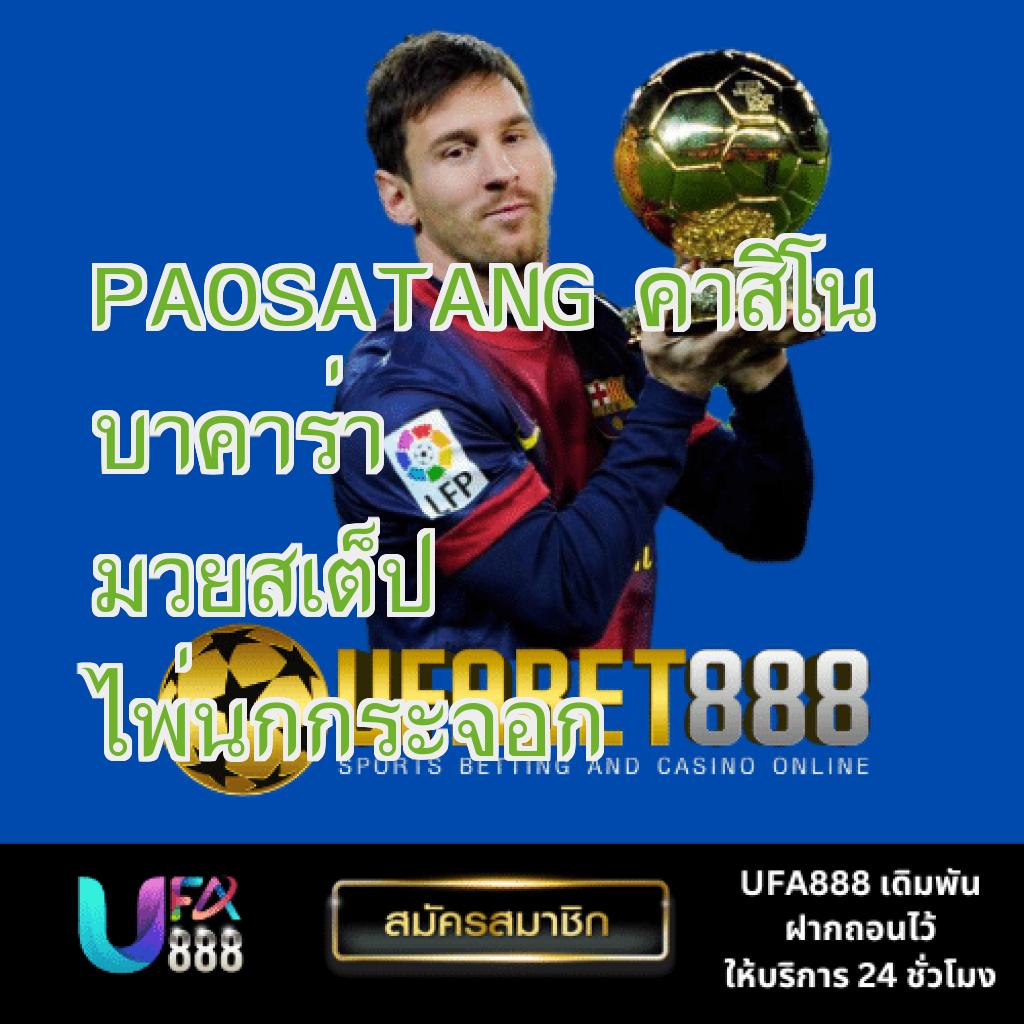 PAOSATANG คาสิโน
บาคาร่า
LFP
มวยสเต็ป
UFABET888
ไพ่นกกระจอก
SPORTS BETTING AND CASINO ONLINE
UFA
888
สมัครสมาชิก
UFA888 เดิมพัน
ฝากถอนไว้
ให้บริการ 24 ชั่วโมง